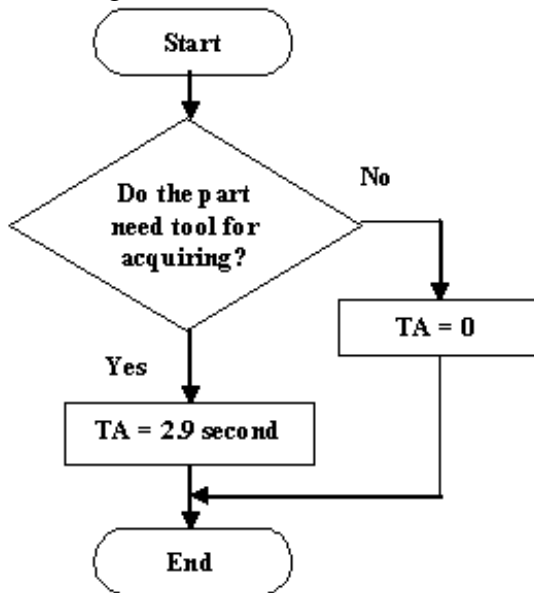 Start
Do the part
need tool for
acquiring?
No
Yes
TA = 0
TA = 2.9 second
End